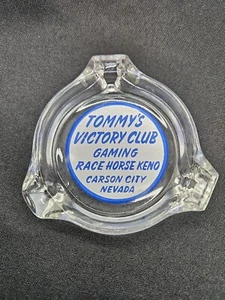 TOMMY'S
VICTORY CLUB
GAMING
RACE HORSE KENO
CARSON CITY
NEVADA